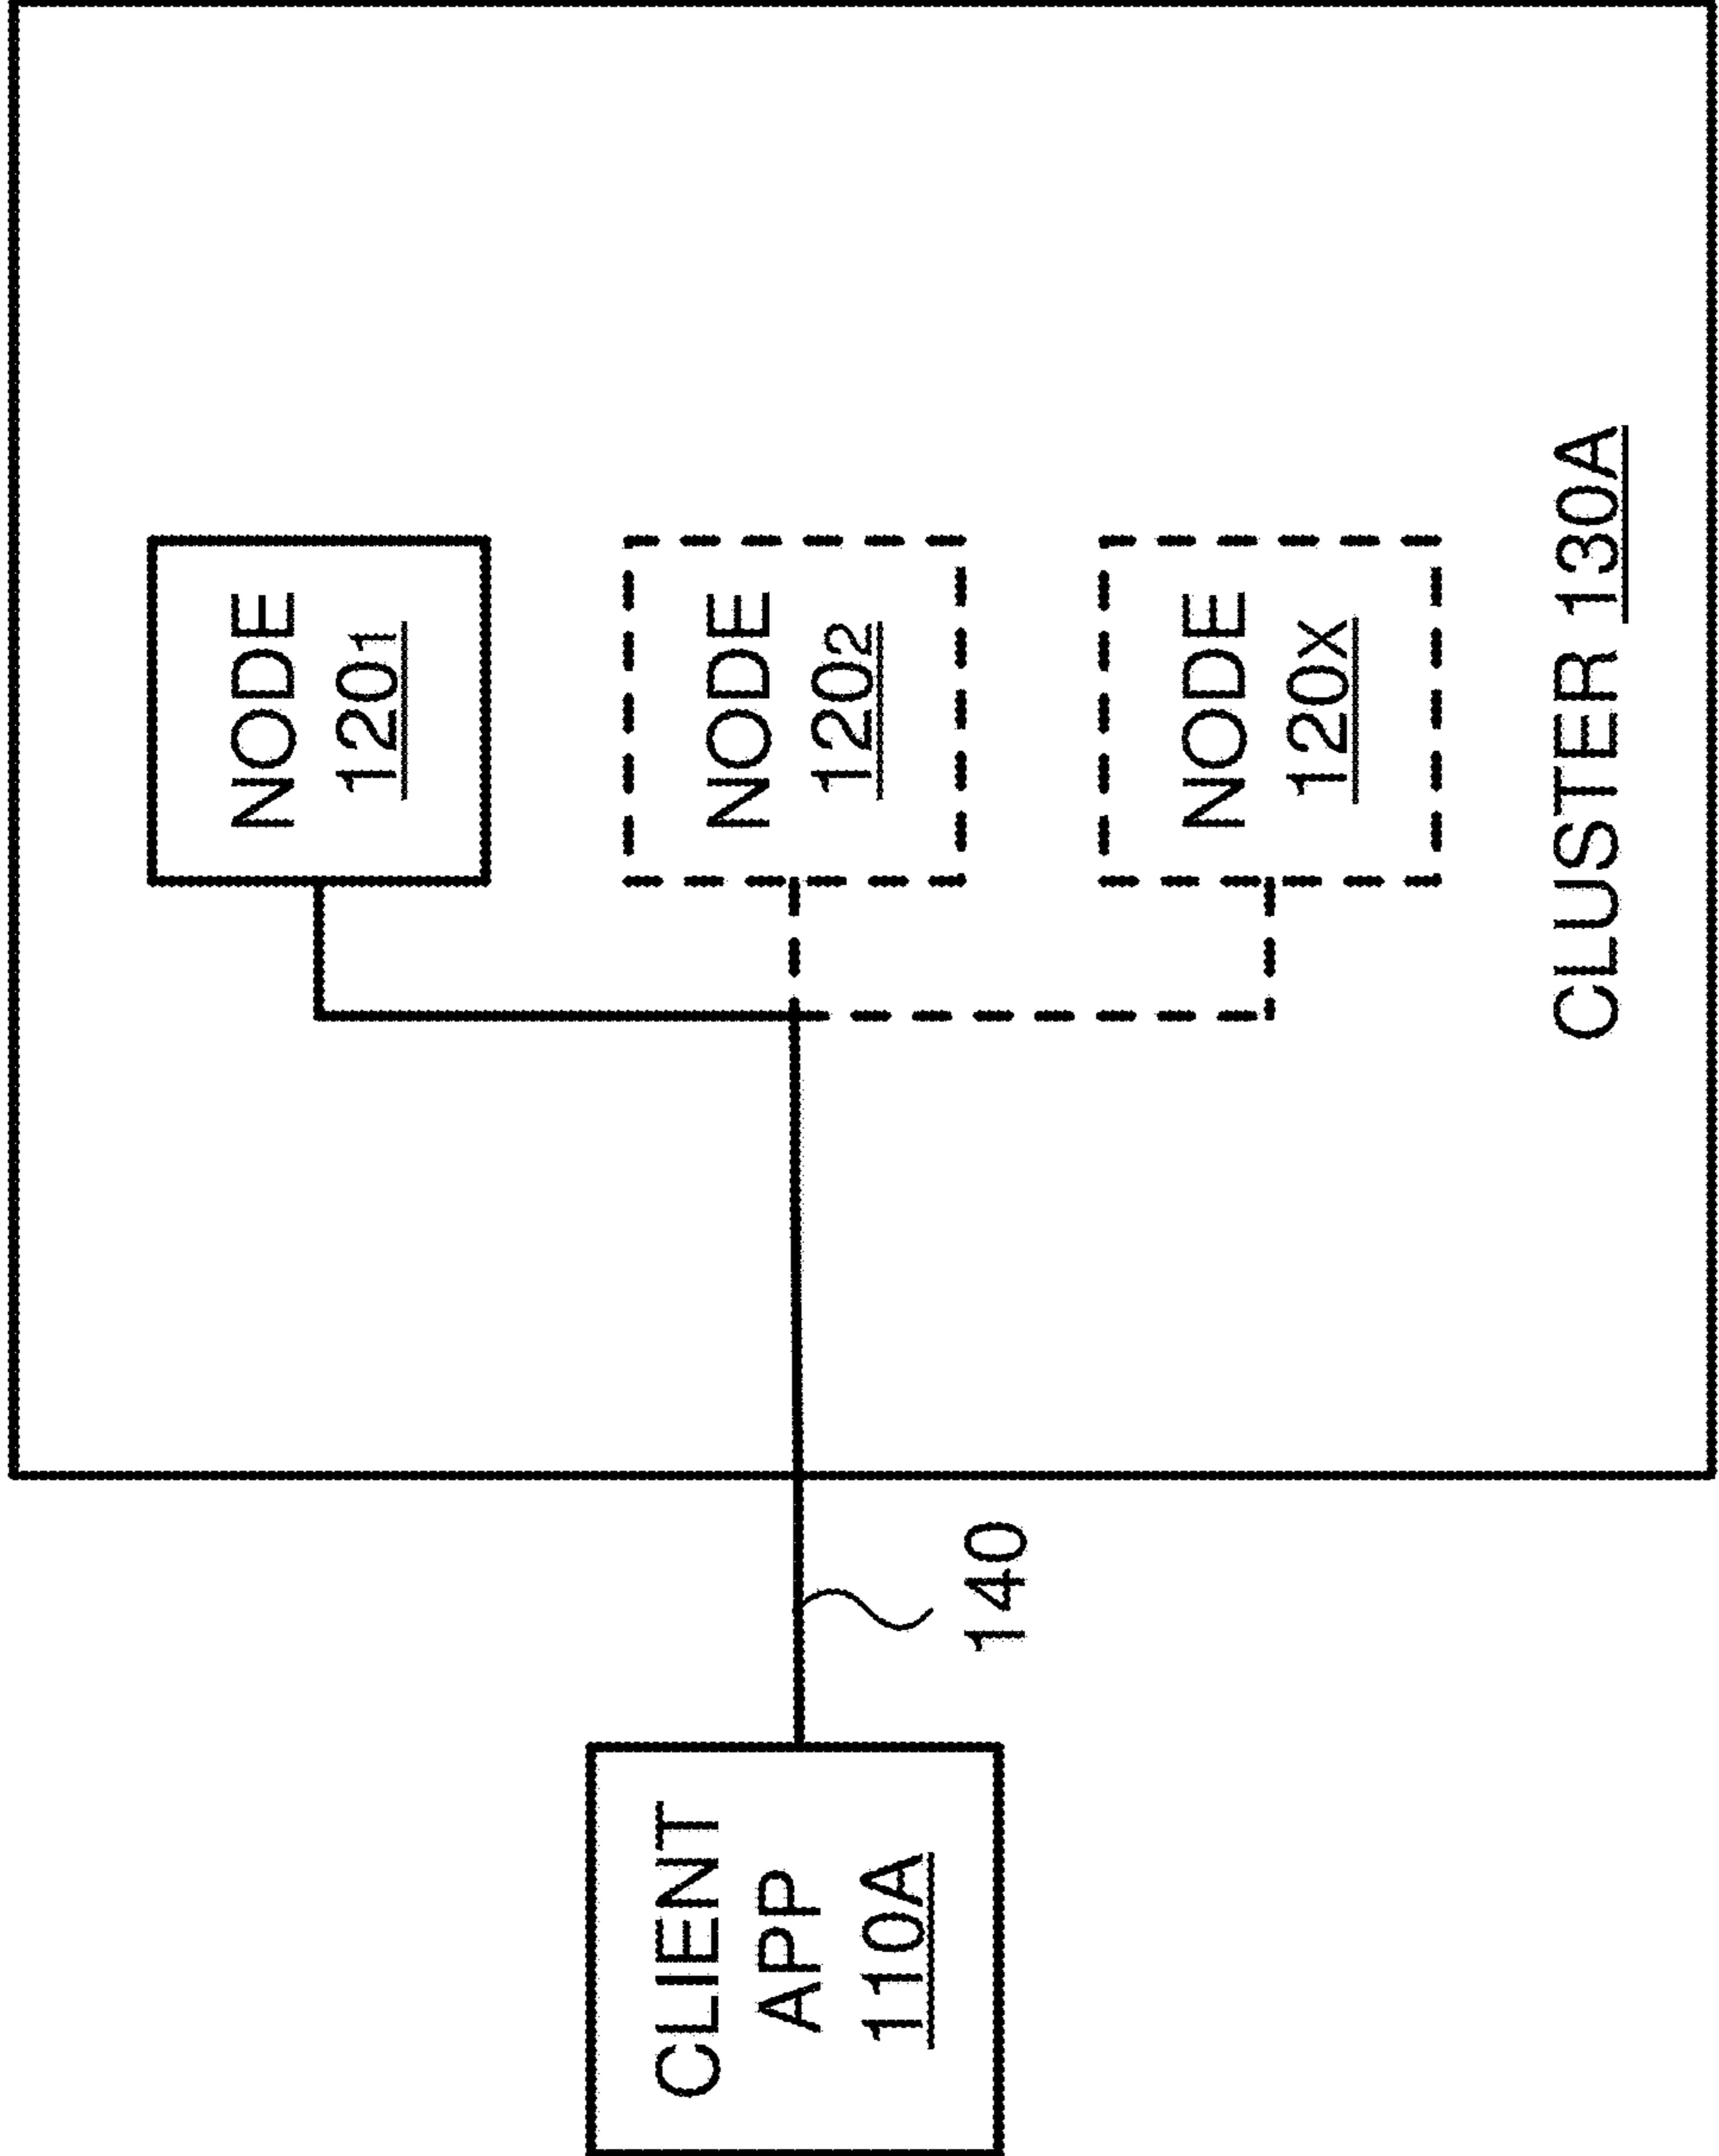 CLIENT
APP
110A
140
NODE
120₁
NODE
120₂
NODE
120X
CLUSTER 130A